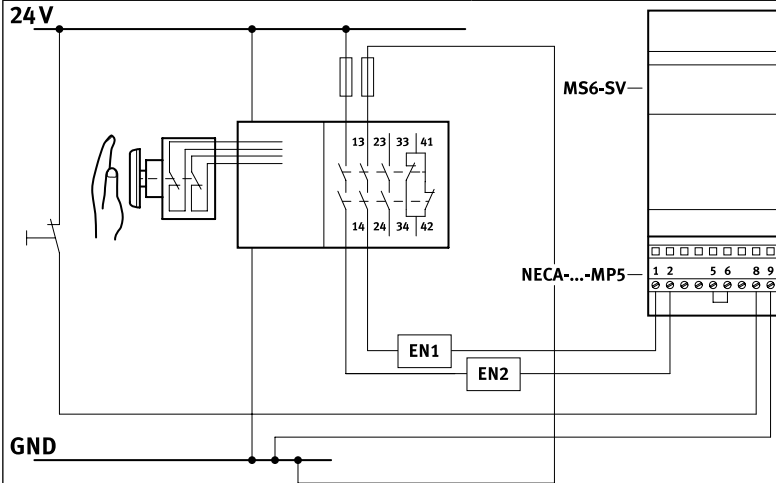 24 V
MS6-SV
13 23 33 41
14 24 34 42
NECA-...-MP5
1 2 5 6 8 9
EN1
EN2
GND